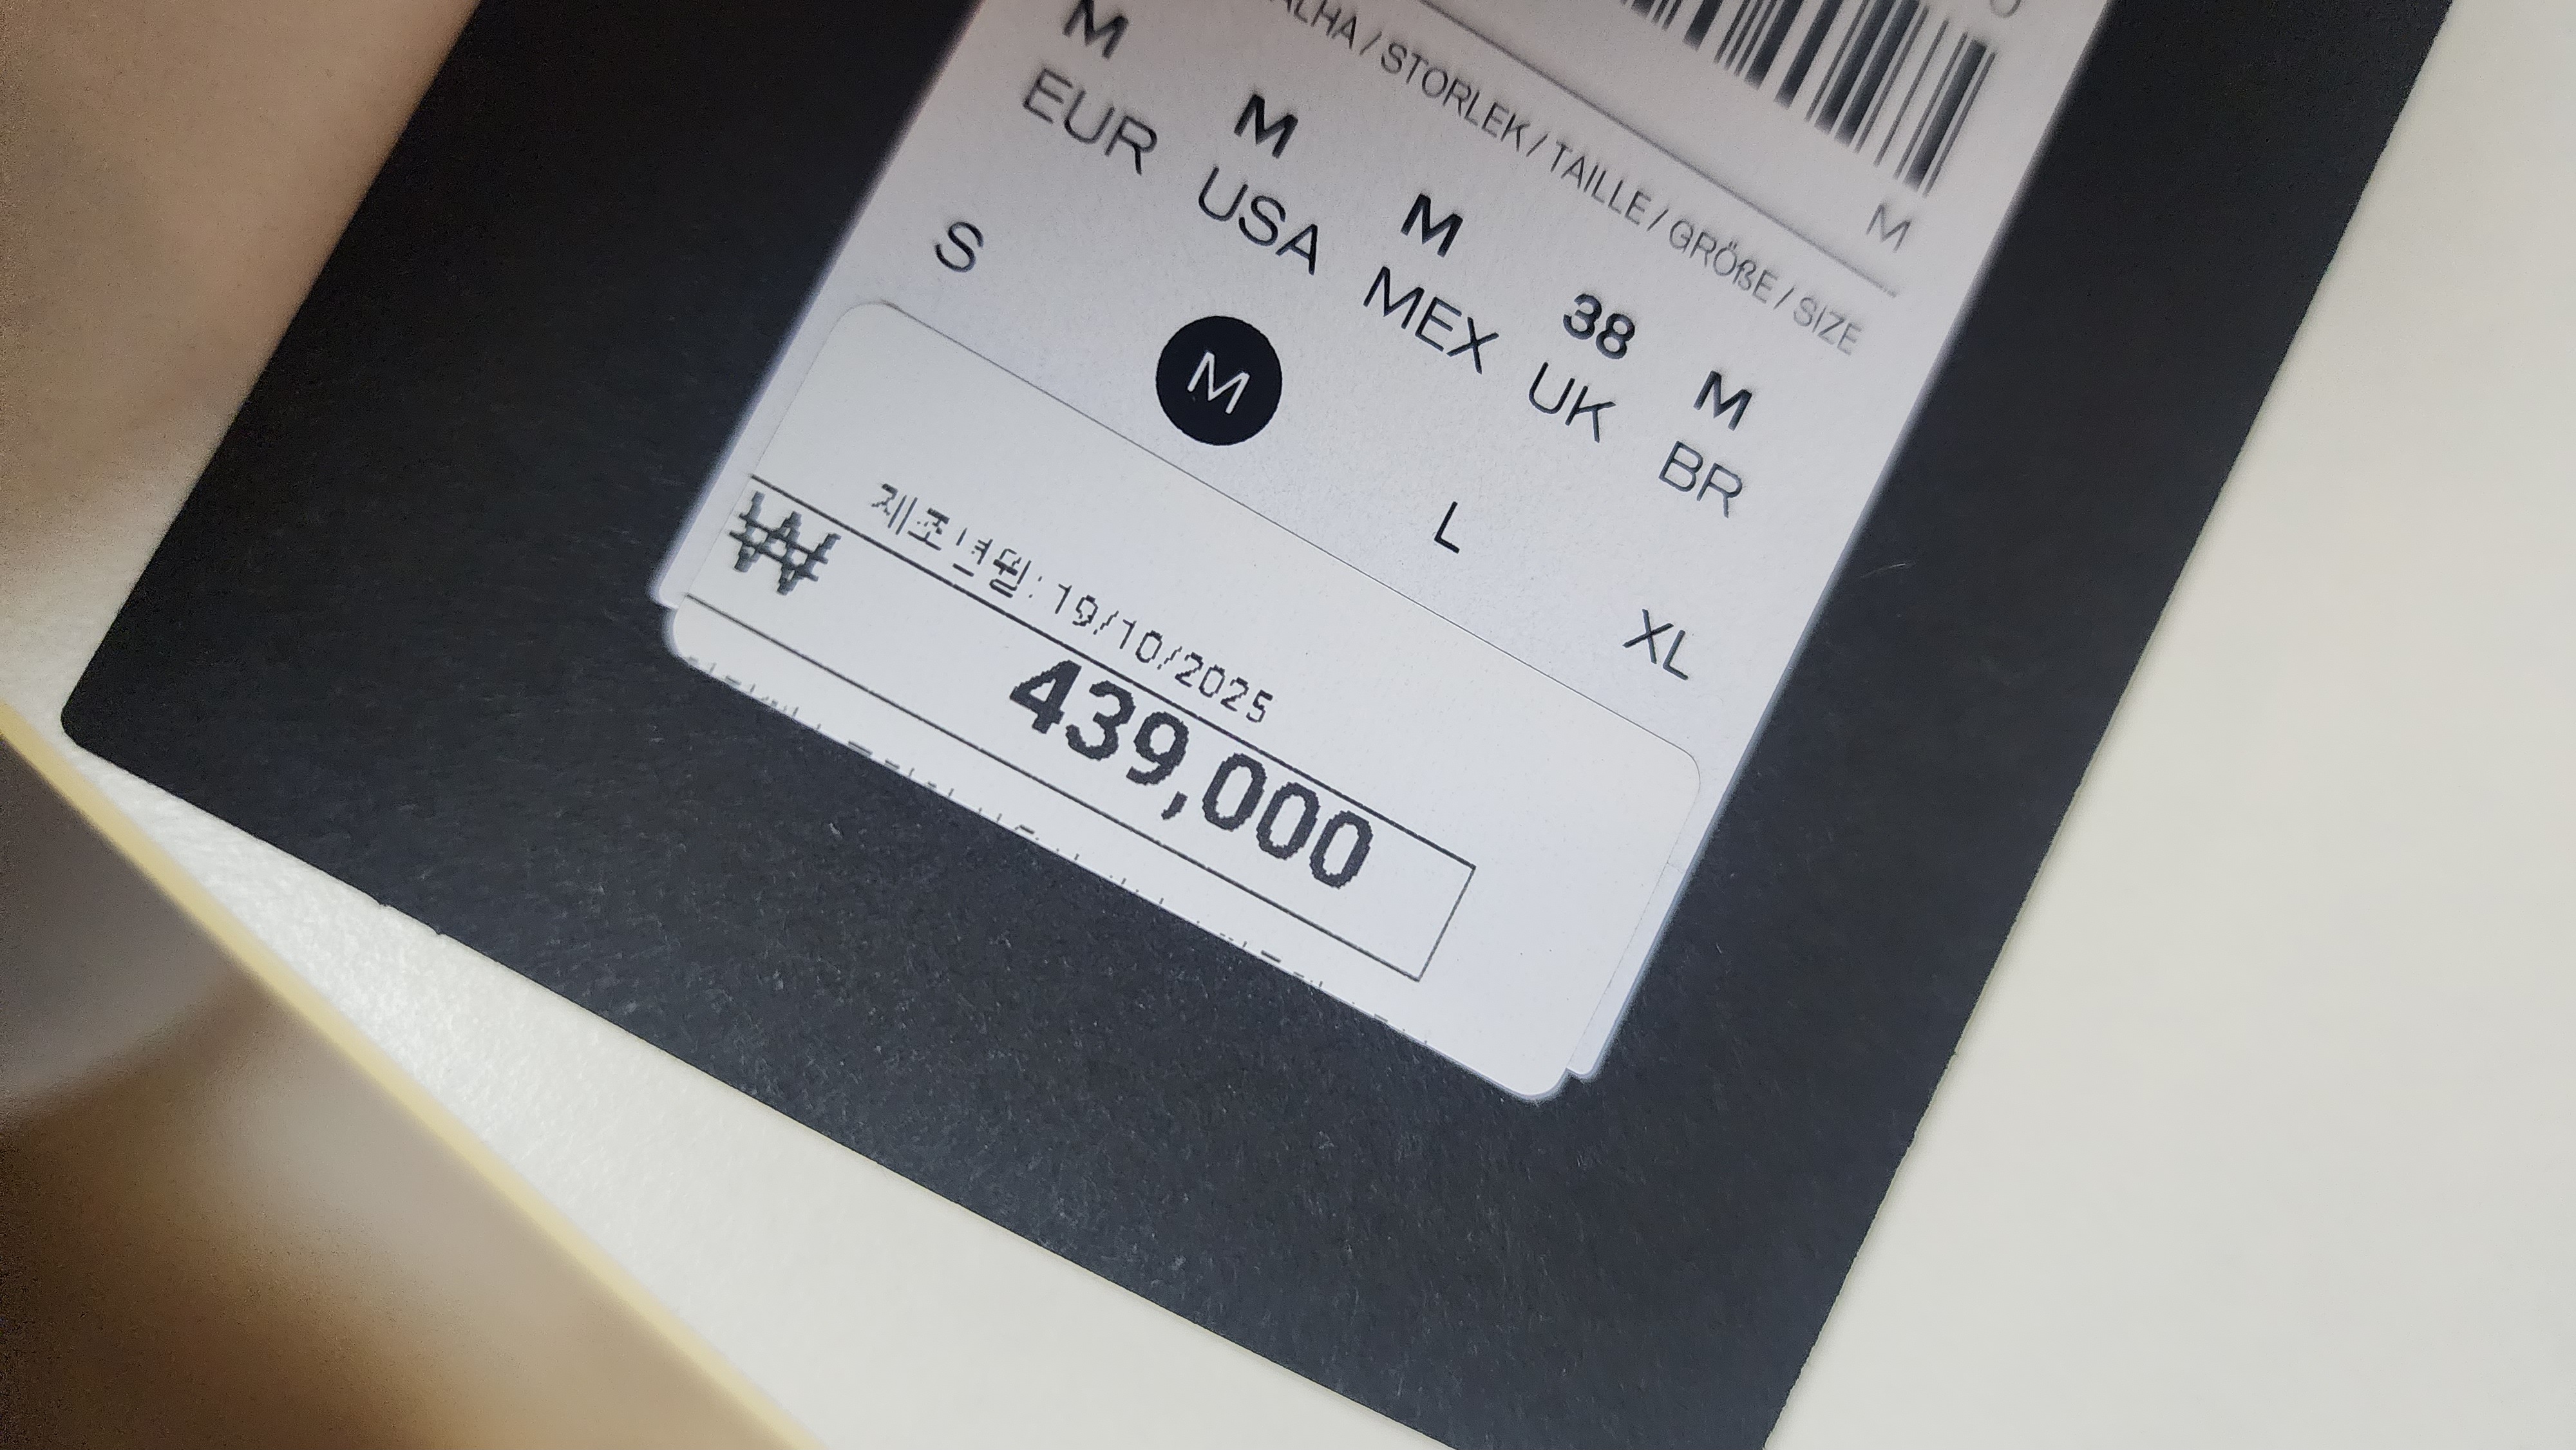 M
ALHA / STORLEK / TAILLE / GRÖßE / SIZE
M M M 38 M
EUR USA MEX UK BR
S M L XL
제조년월: 19/10/2025
₩ 439,000